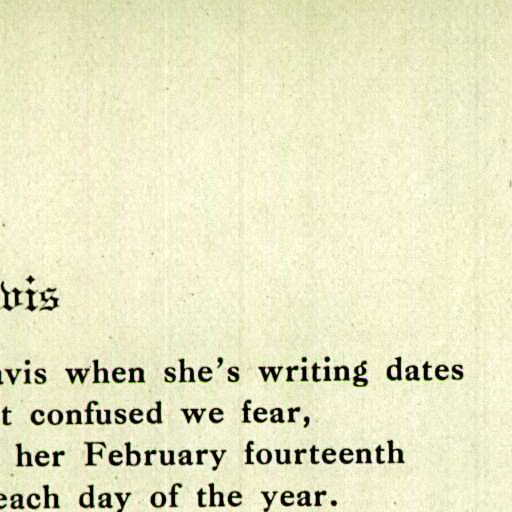 vis
avis when she's writing dates
t confused we fear,
her February fourteenth
each day of the year.